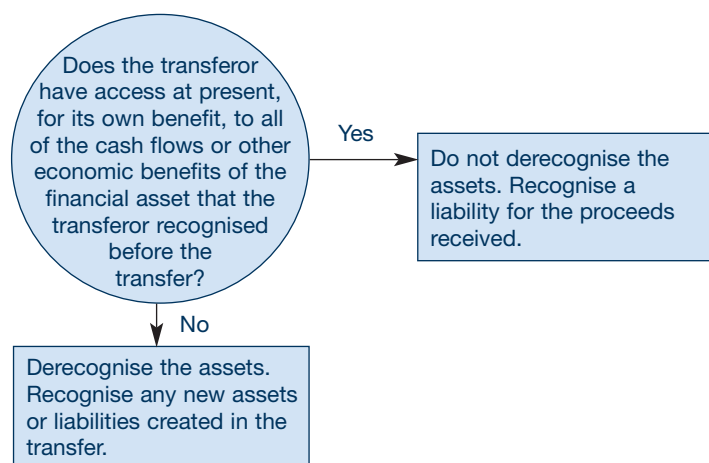 Does the transferor
have access at present,
for its own benefit, to all
of the cash flows or other
economic benefits of the
financial asset that the
transferor recognised
before the
transfer?
Yes
Do not derecognise the
assets. Recognise a
liability for the proceeds
received.
No
Derecognise the assets.
Recognise any new assets
or liabilities created in the
transfer.